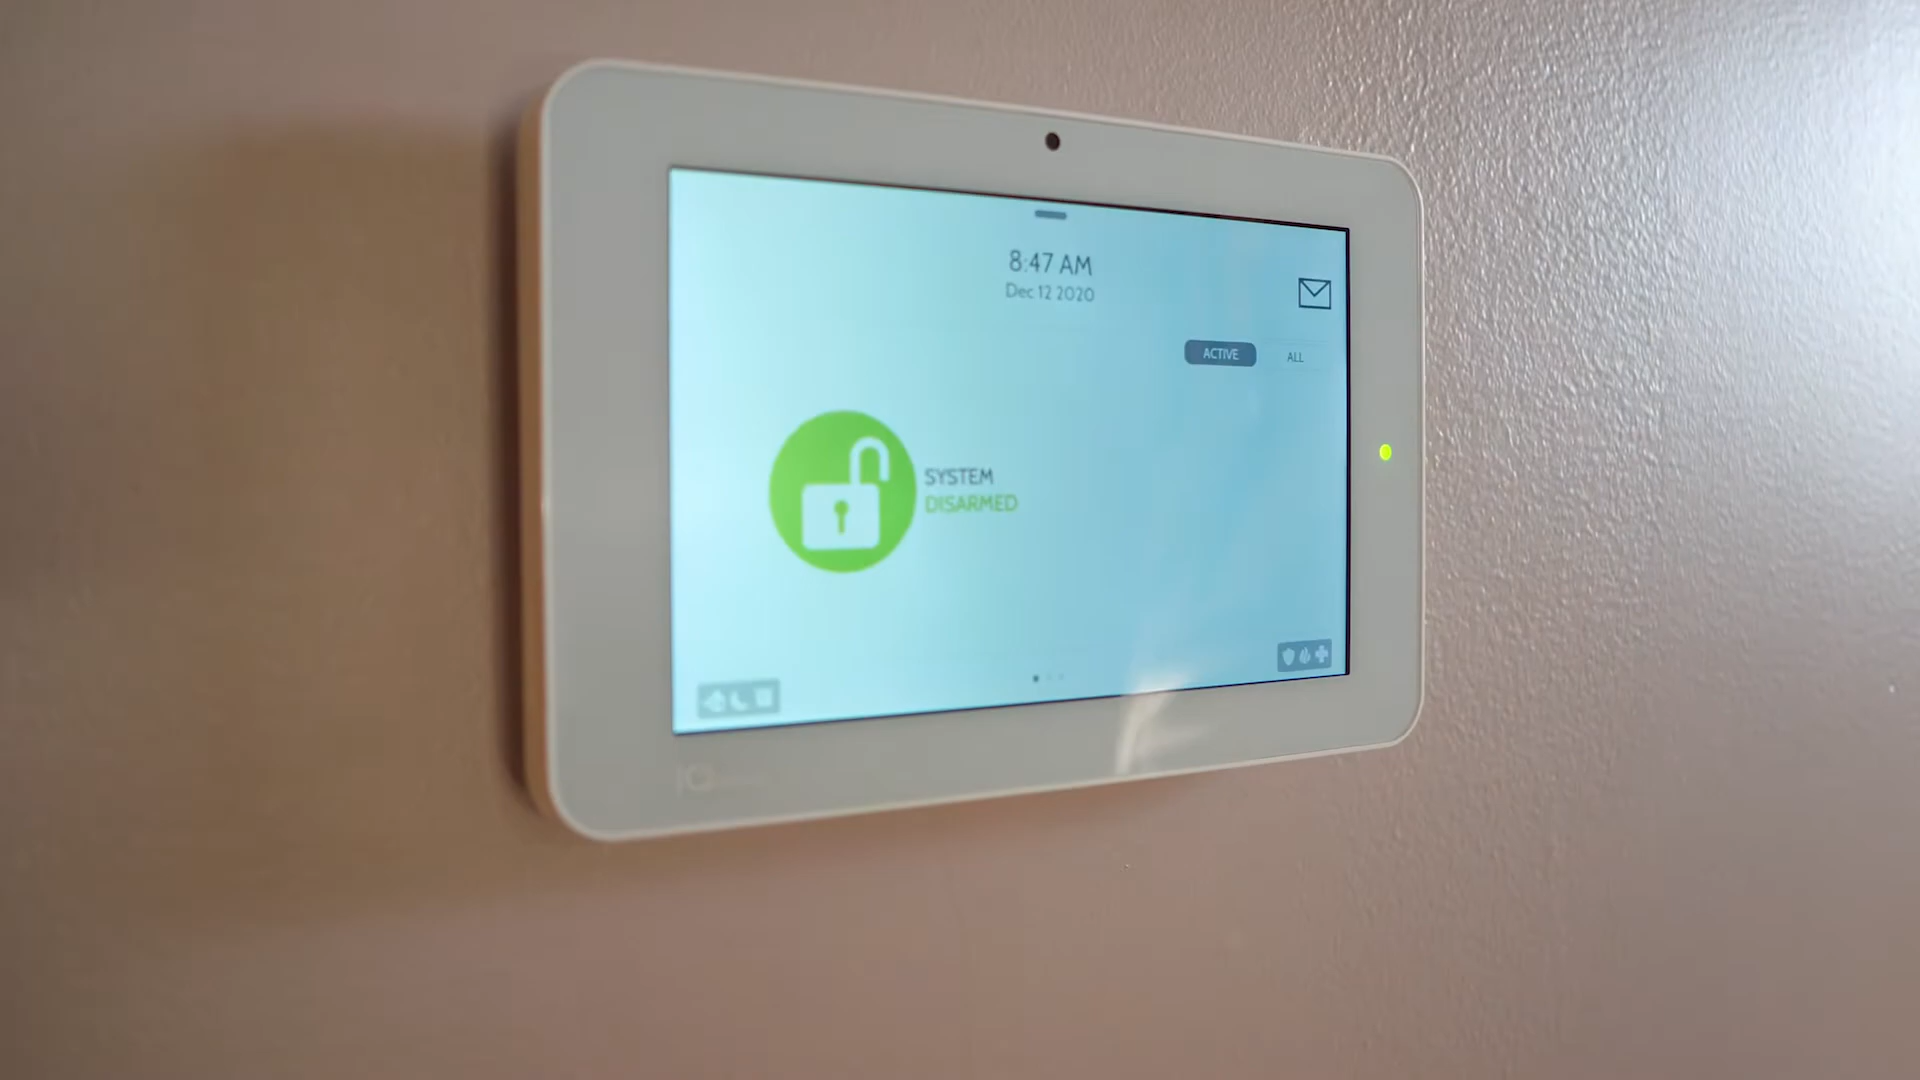 8:47 AM
Dec 12 2020
ACTIVE
ALL
SYSTEM
DISARMED